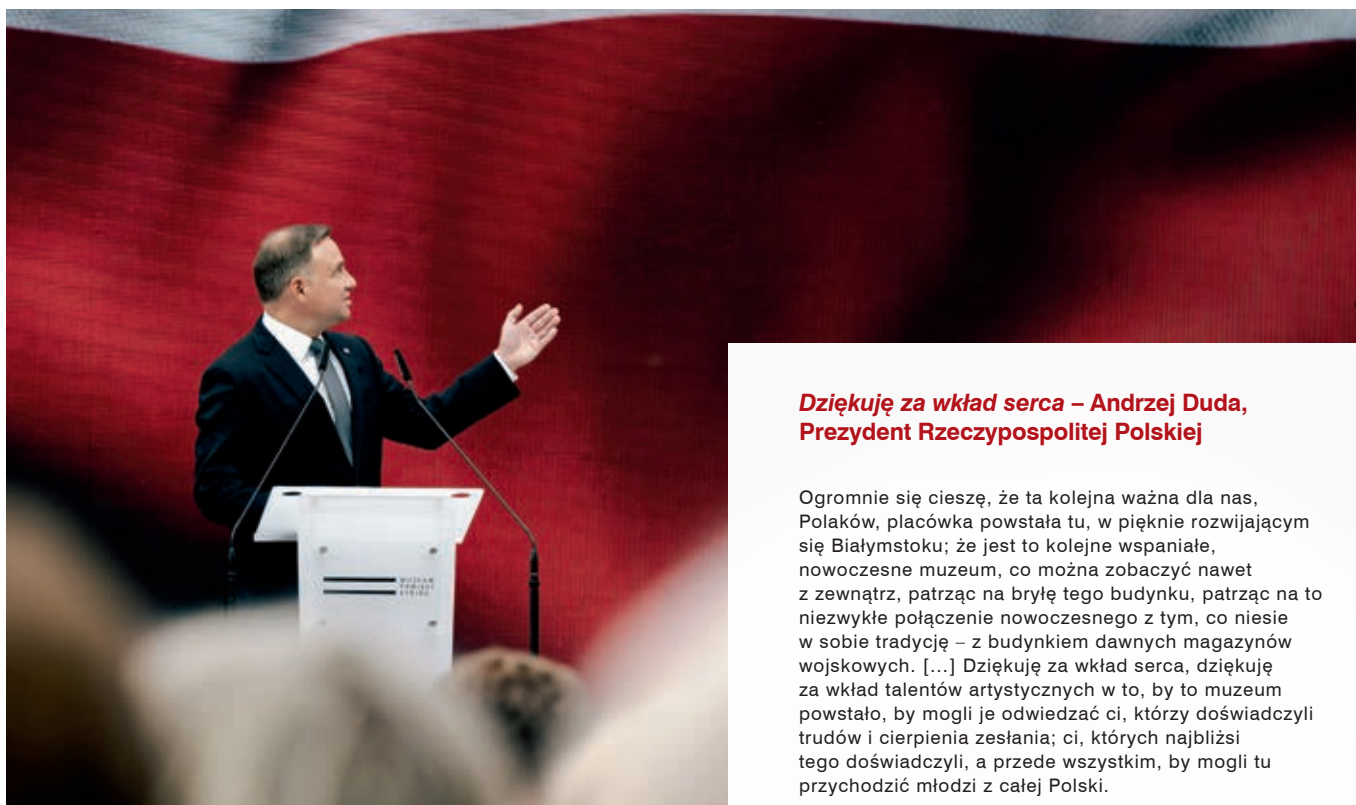 MUZEUM
PAMIĘCI
SYBIRU
Dziękuję za wkład serca – Andrzej Duda,
Prezydent Rzeczypospolitej Polskiej
Ogromnie się cieszę, że ta kolejna ważna dla nas,
Polaków, placówka powstała tu, w pięknie rozwijającym
się Białymstoku; że jest to kolejne wspaniałe,
nowoczesne muzeum, co można zobaczyć nawet
z zewnątrz, patrząc na bryłę tego budynku, patrząc na to
niezwykłe połączenie nowoczesnego z tym, co niesie
w sobie tradycję – z budynkiem dawnych magazynów
wojskowych. [...] Dziękuję za wkład serca, dziękuję
za wkład talentów artystycznych w to, by to muzeum
powstało, by mogli je odwiedzać ci, którzy doświadczyli
trudów i cierpienia zesłania; ci, których najbliżsi
tego doświadczyli, a przede wszystkim, by mogli tu
przychodzić młodzi z całej Polski.